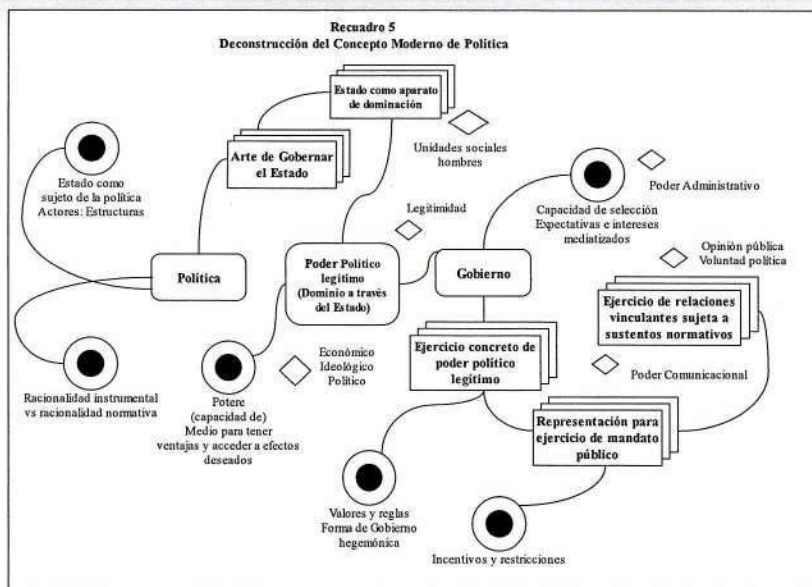 Recuadro 5
Deconstrucción del Concepto Moderno de Política
Estado como aparato
de dominación
Unidades sociales
hombres
Arte de Gobernar
el Estado
Estado como
sujeto de la política
Actores: Estructuras
Poder Administrativo
Capacidad de selección
Expectativas e intereses
mediatizados
Legitimidad
Política
Poder Político
legítimo
(Dominio a través
del Estado)
Gobierno
Opinión pública
Voluntad política
Ejercicio de relaciones
vinculantes sujeta a
sustentos normativos
Ejercicio concreto de
poder político
legítimo
Económico
Ideológico
Político
Poder Comunicacional
Racionalidad instrumental
vs racionalidad normativa
Potere
(capacidad de)
Medio para tener
ventajas y acceder a efectos
deseados
Representación para
ejercicio de mandato
público
Valores y reglas
Forma de Gobierno
hegemónica
Incentivos y restricciones